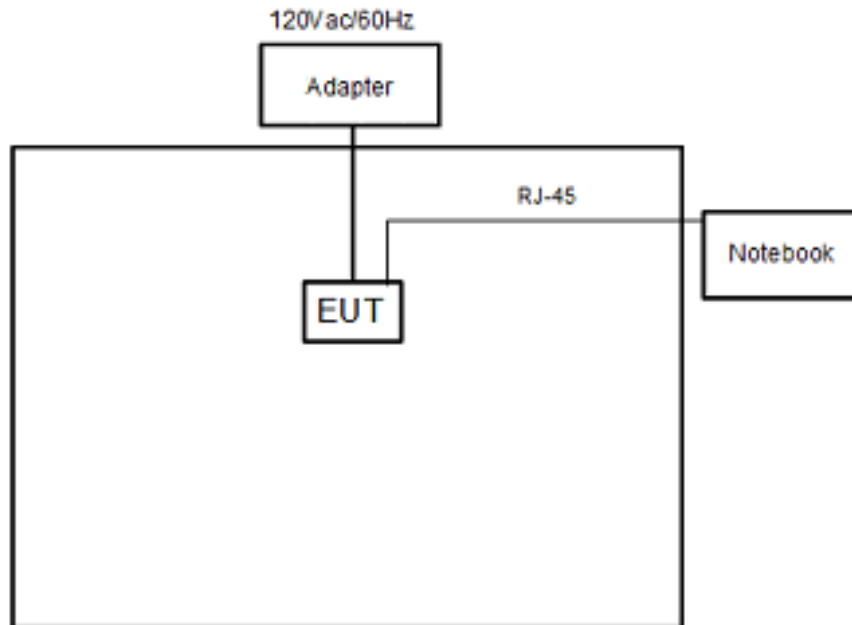 120Vac/60Hz
Adapter
RJ-45
Notebook
EUT